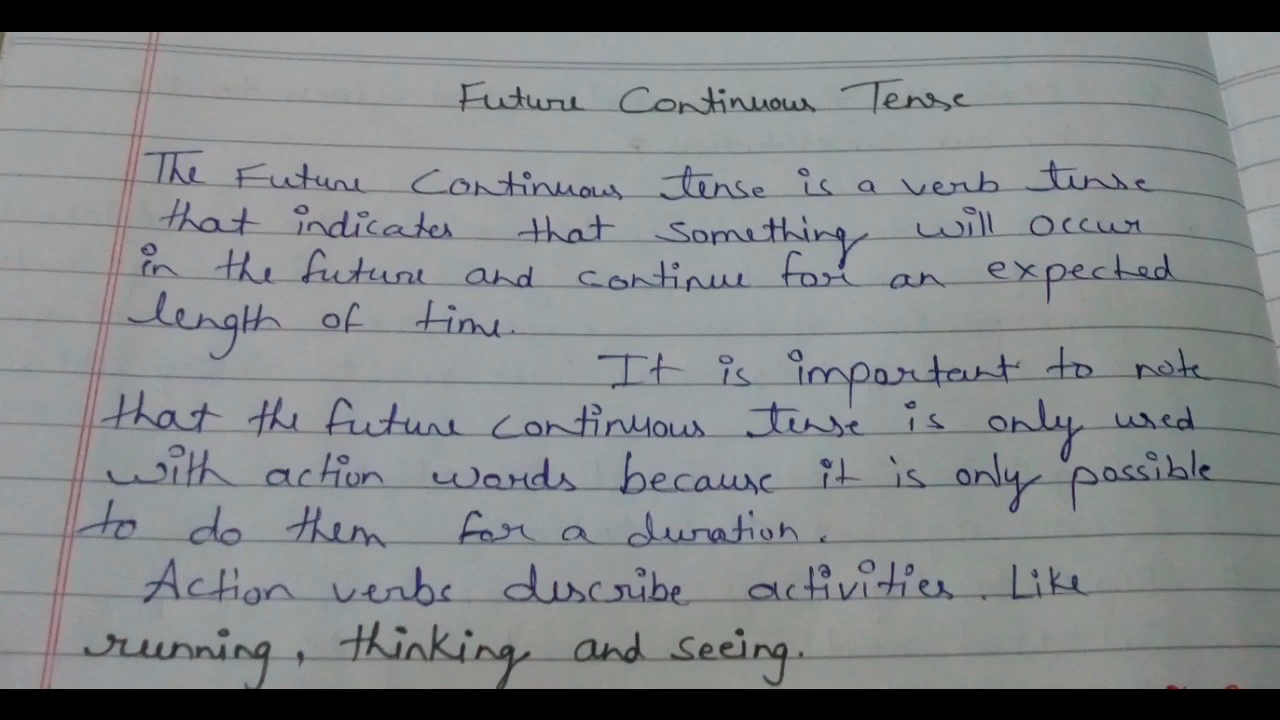 Future Continuous Tense
The Future Continuous tense is a verb tense
that indicates that something will occur
in the future and continue for an expected
length of time.
It is important to note
that the future continuous tense is only used
with action words because it is only possible
to do them for a duration.
Action verbs describe activities. Like
running, thinking and seeing.